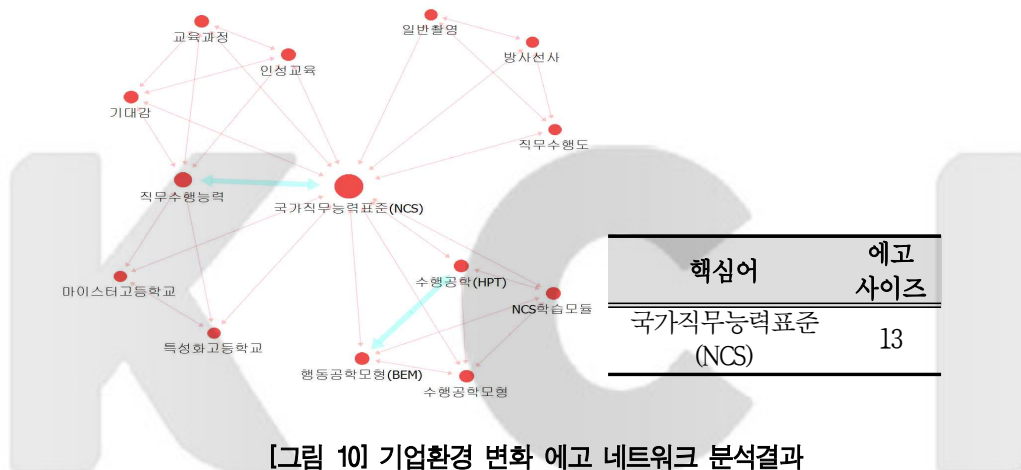 일반촬영
교육과정
방사선사
인성교육
기대감
직무수행도
직무수행능력
국가직무능력표준(NCS)
수행공학(HPT)
마이스터고등학교
NCS학습모듈
특성화고등학교
행동공학모형(BEM)
수행공학모형
핵심어
에고
사이즈
국가직무능력표준
(NCS)
13
[그림 10] 기업환경 변화 에고 네트워크 분석결과
KCI